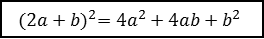 (2a + b)²= 4a² + 4ab + b²